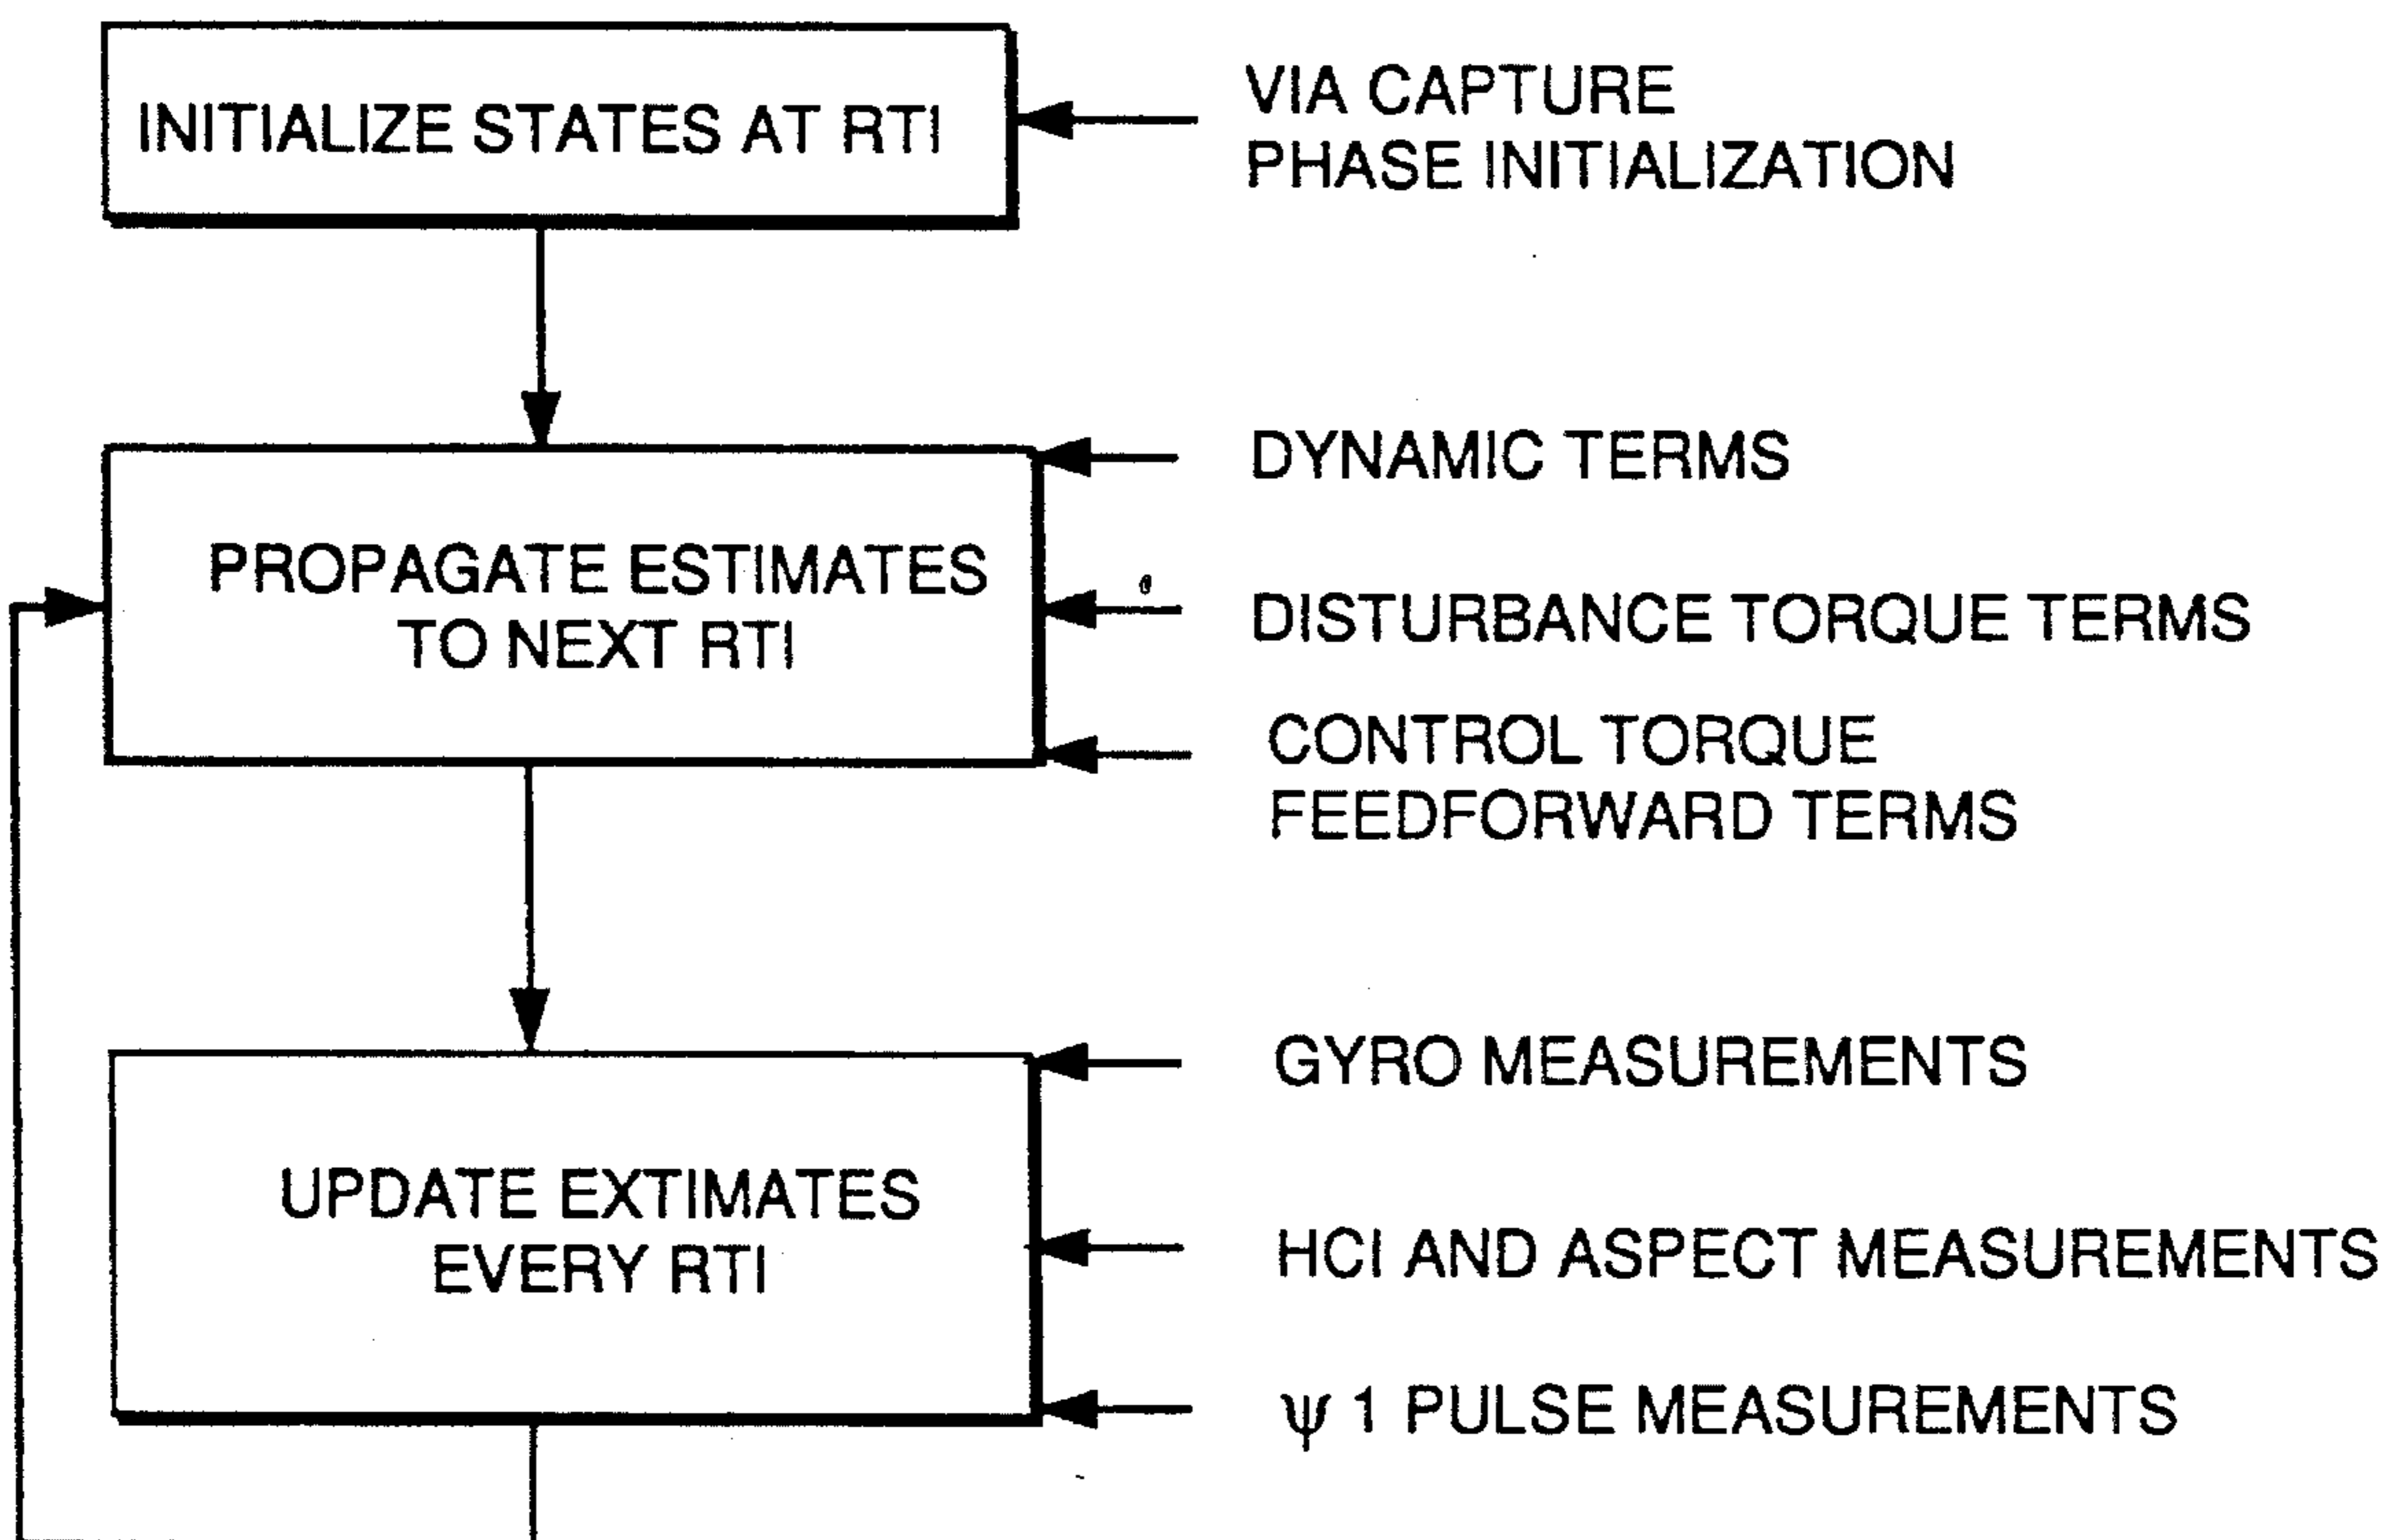 INITIALIZE STATES AT RTI
VIA CAPTURE
PHASE INITIALIZATION
PROPAGATE ESTIMATES
TO NEXT RTI
DYNAMIC TERMS
DISTURBANCE TORQUE TERMS
CONTROL TORQUE
FEEDFORWARD TERMS
UPDATE EXTIMATES
EVERY RTI
GYRO MEASUREMENTS
HCI AND ASPECT MEASUREMENTS
ψ 1 PULSE MEASUREMENTS